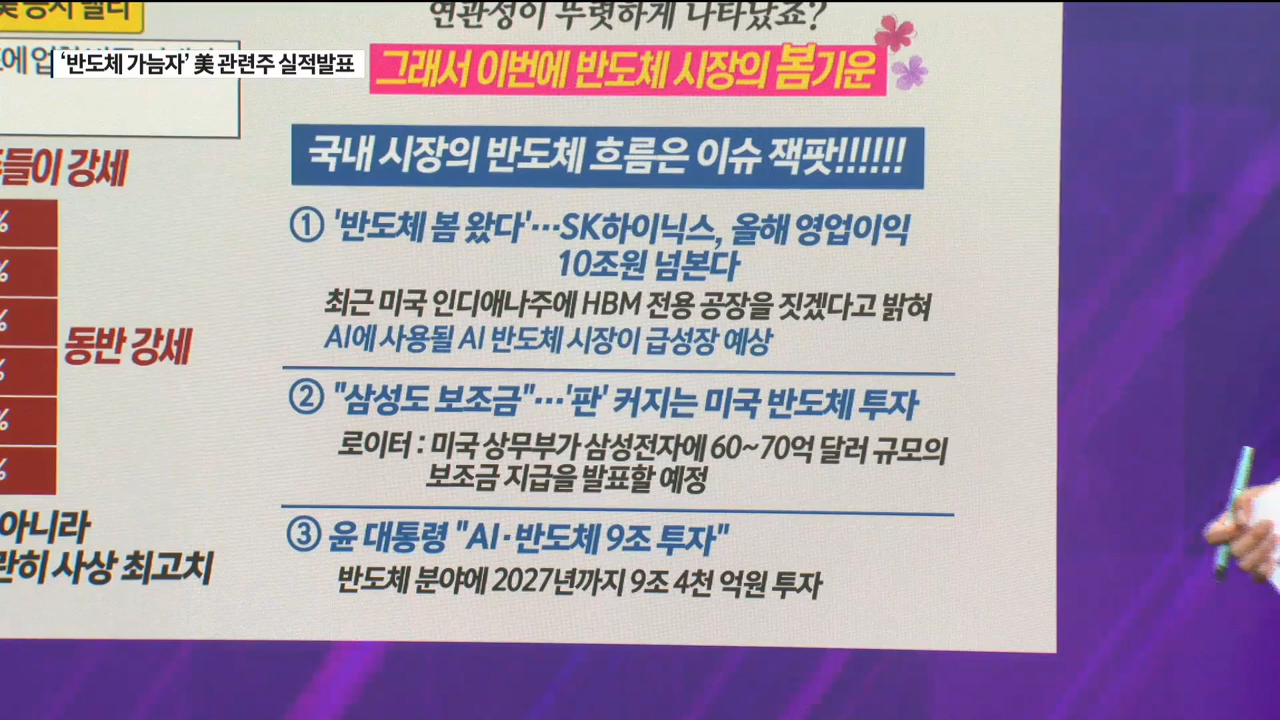 연관성이 뚜렷하게 나타났죠?
'반도체 가늠자' 美 관련주 실적발표
그래서 이번에 반도체 시장의 봄기운
국내 시장의 반도체 흐름은 이슈 잭팟!!!!!!
① '반도체 봄 왔다'…SK하이닉스, 올해 영업이익
10조원 넘본다
최근 미국 인디애나주에 HBM 전용 공장을 짓겠다고 밝혀
AI에 사용될 AI 반도체 시장이 급성장 예상
② "삼성도 보조금"…'판' 커지는 미국 반도체 투자
로이터 : 미국 상무부가 삼성전자에 60~70억 달러 규모의
보조금 지급을 발표할 예정
③ 윤 대통령 "AI·반도체 9조 투자"
반도체 분야에 2027년까지 9조 4천 억원 투자
강세
%
%
%
동반 강세
%
%
%
아니라
사상 최고치